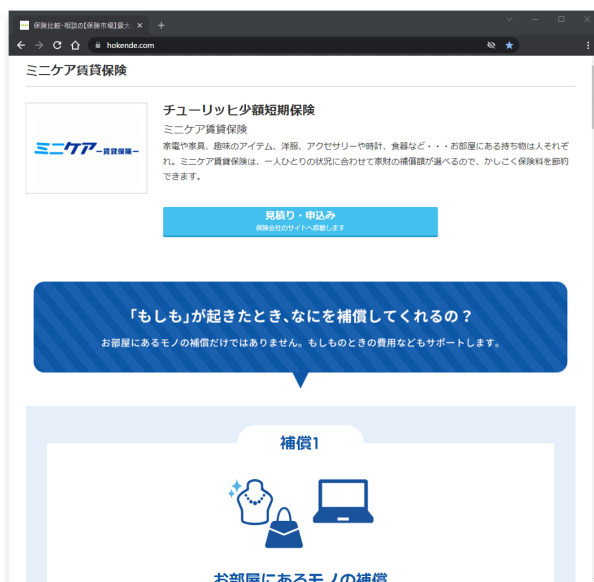 保険比較・相談の【保険市場】最大
hokende.com
ミニケア賃貸保険
チューリッヒ少額短期保険
ミニケア賃貸保険
ミニケア -賃貸保険-
家電や家具、趣味のアイテム、洋服、アクセサリーや時計、食器など・・・お部屋にある持ち物は人それぞ
れ。ミニケア賃貸保険は、一人ひとりの状況に合わせて家財の補償額が選べるので、かしこく保険料を節約
できます。
見積り・申込み
保険会社のサイトへ移動します
「もしも」が起きたとき、なにを補償してくれるの？
お部屋にあるモノの補償だけではありません。もしものときの費用などもサポートします。
補償1
お部屋にあるモノの補償